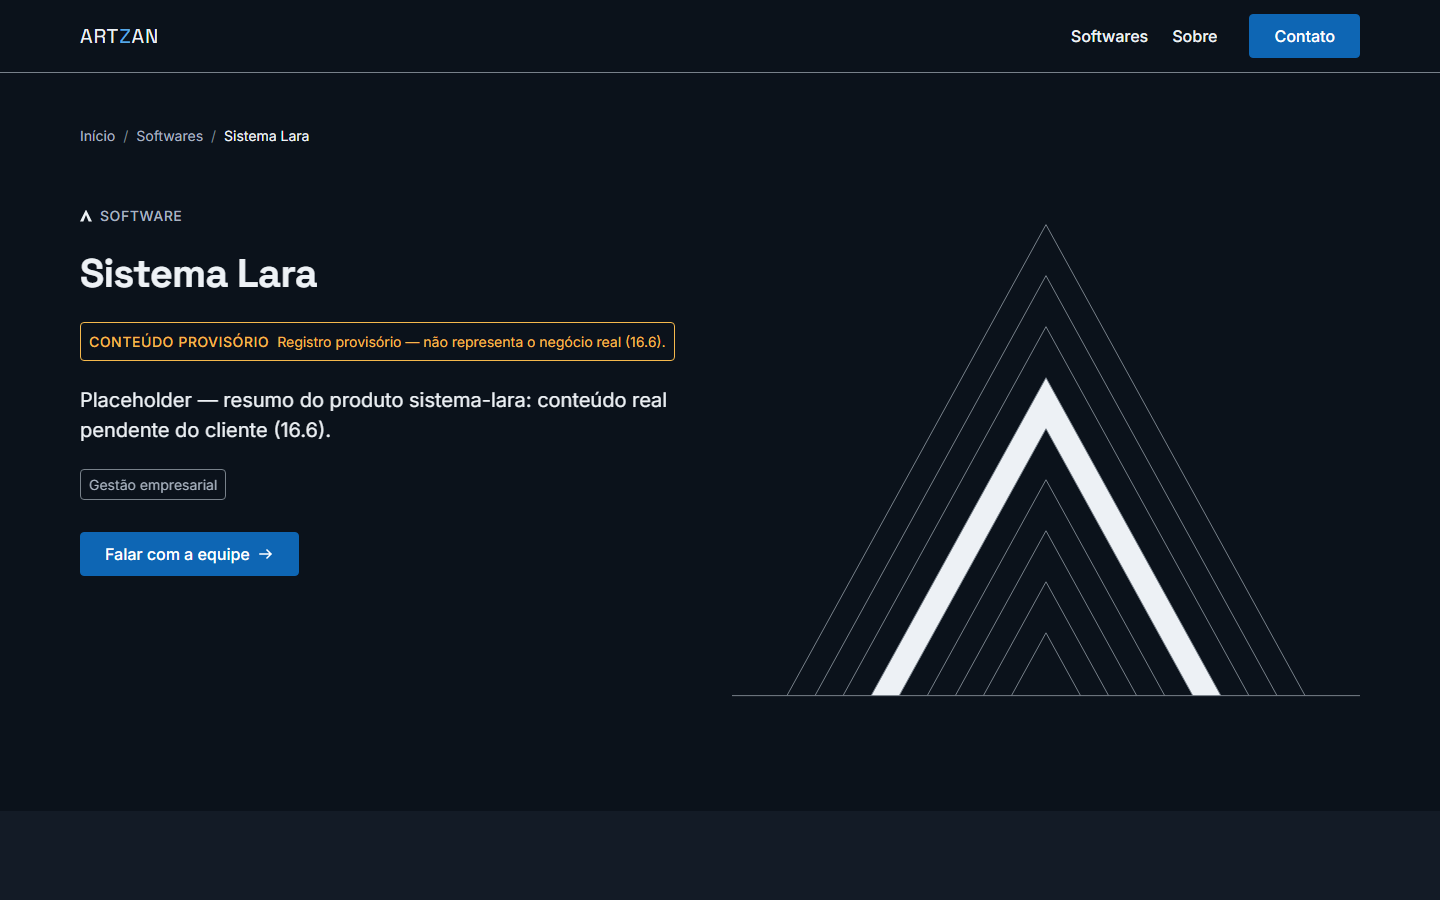 ARTZAN
Softwares
Sobre
Contato
Início / Softwares / Sistema Lara
SOFTWARE
Sistema Lara
CONTEÚDO PROVISÓRIO Registro provisório — não representa o negócio real (16.6).
Placeholder — resumo do produto sistema-lara: conteúdo real
pendente do cliente (16.6).
Gestão empresarial
Falar com a equipe →